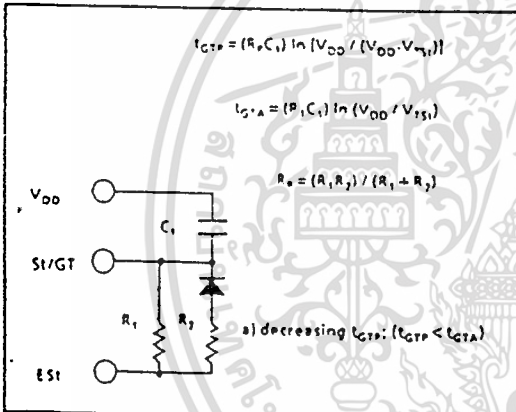 t_GTP = (R_P C_1) ln [V_DD / (V_DD-V_TSt)]
t_GTA = (R_1 C_1) ln (V_DD / V_TSt)
R_P = (R_1 R_2) / (R_1 + R_2)
V_DD
C_1
St/GT
R_1
R_2
a) decreasing t_GTP: (t_GTP < t_GTA)
ESt